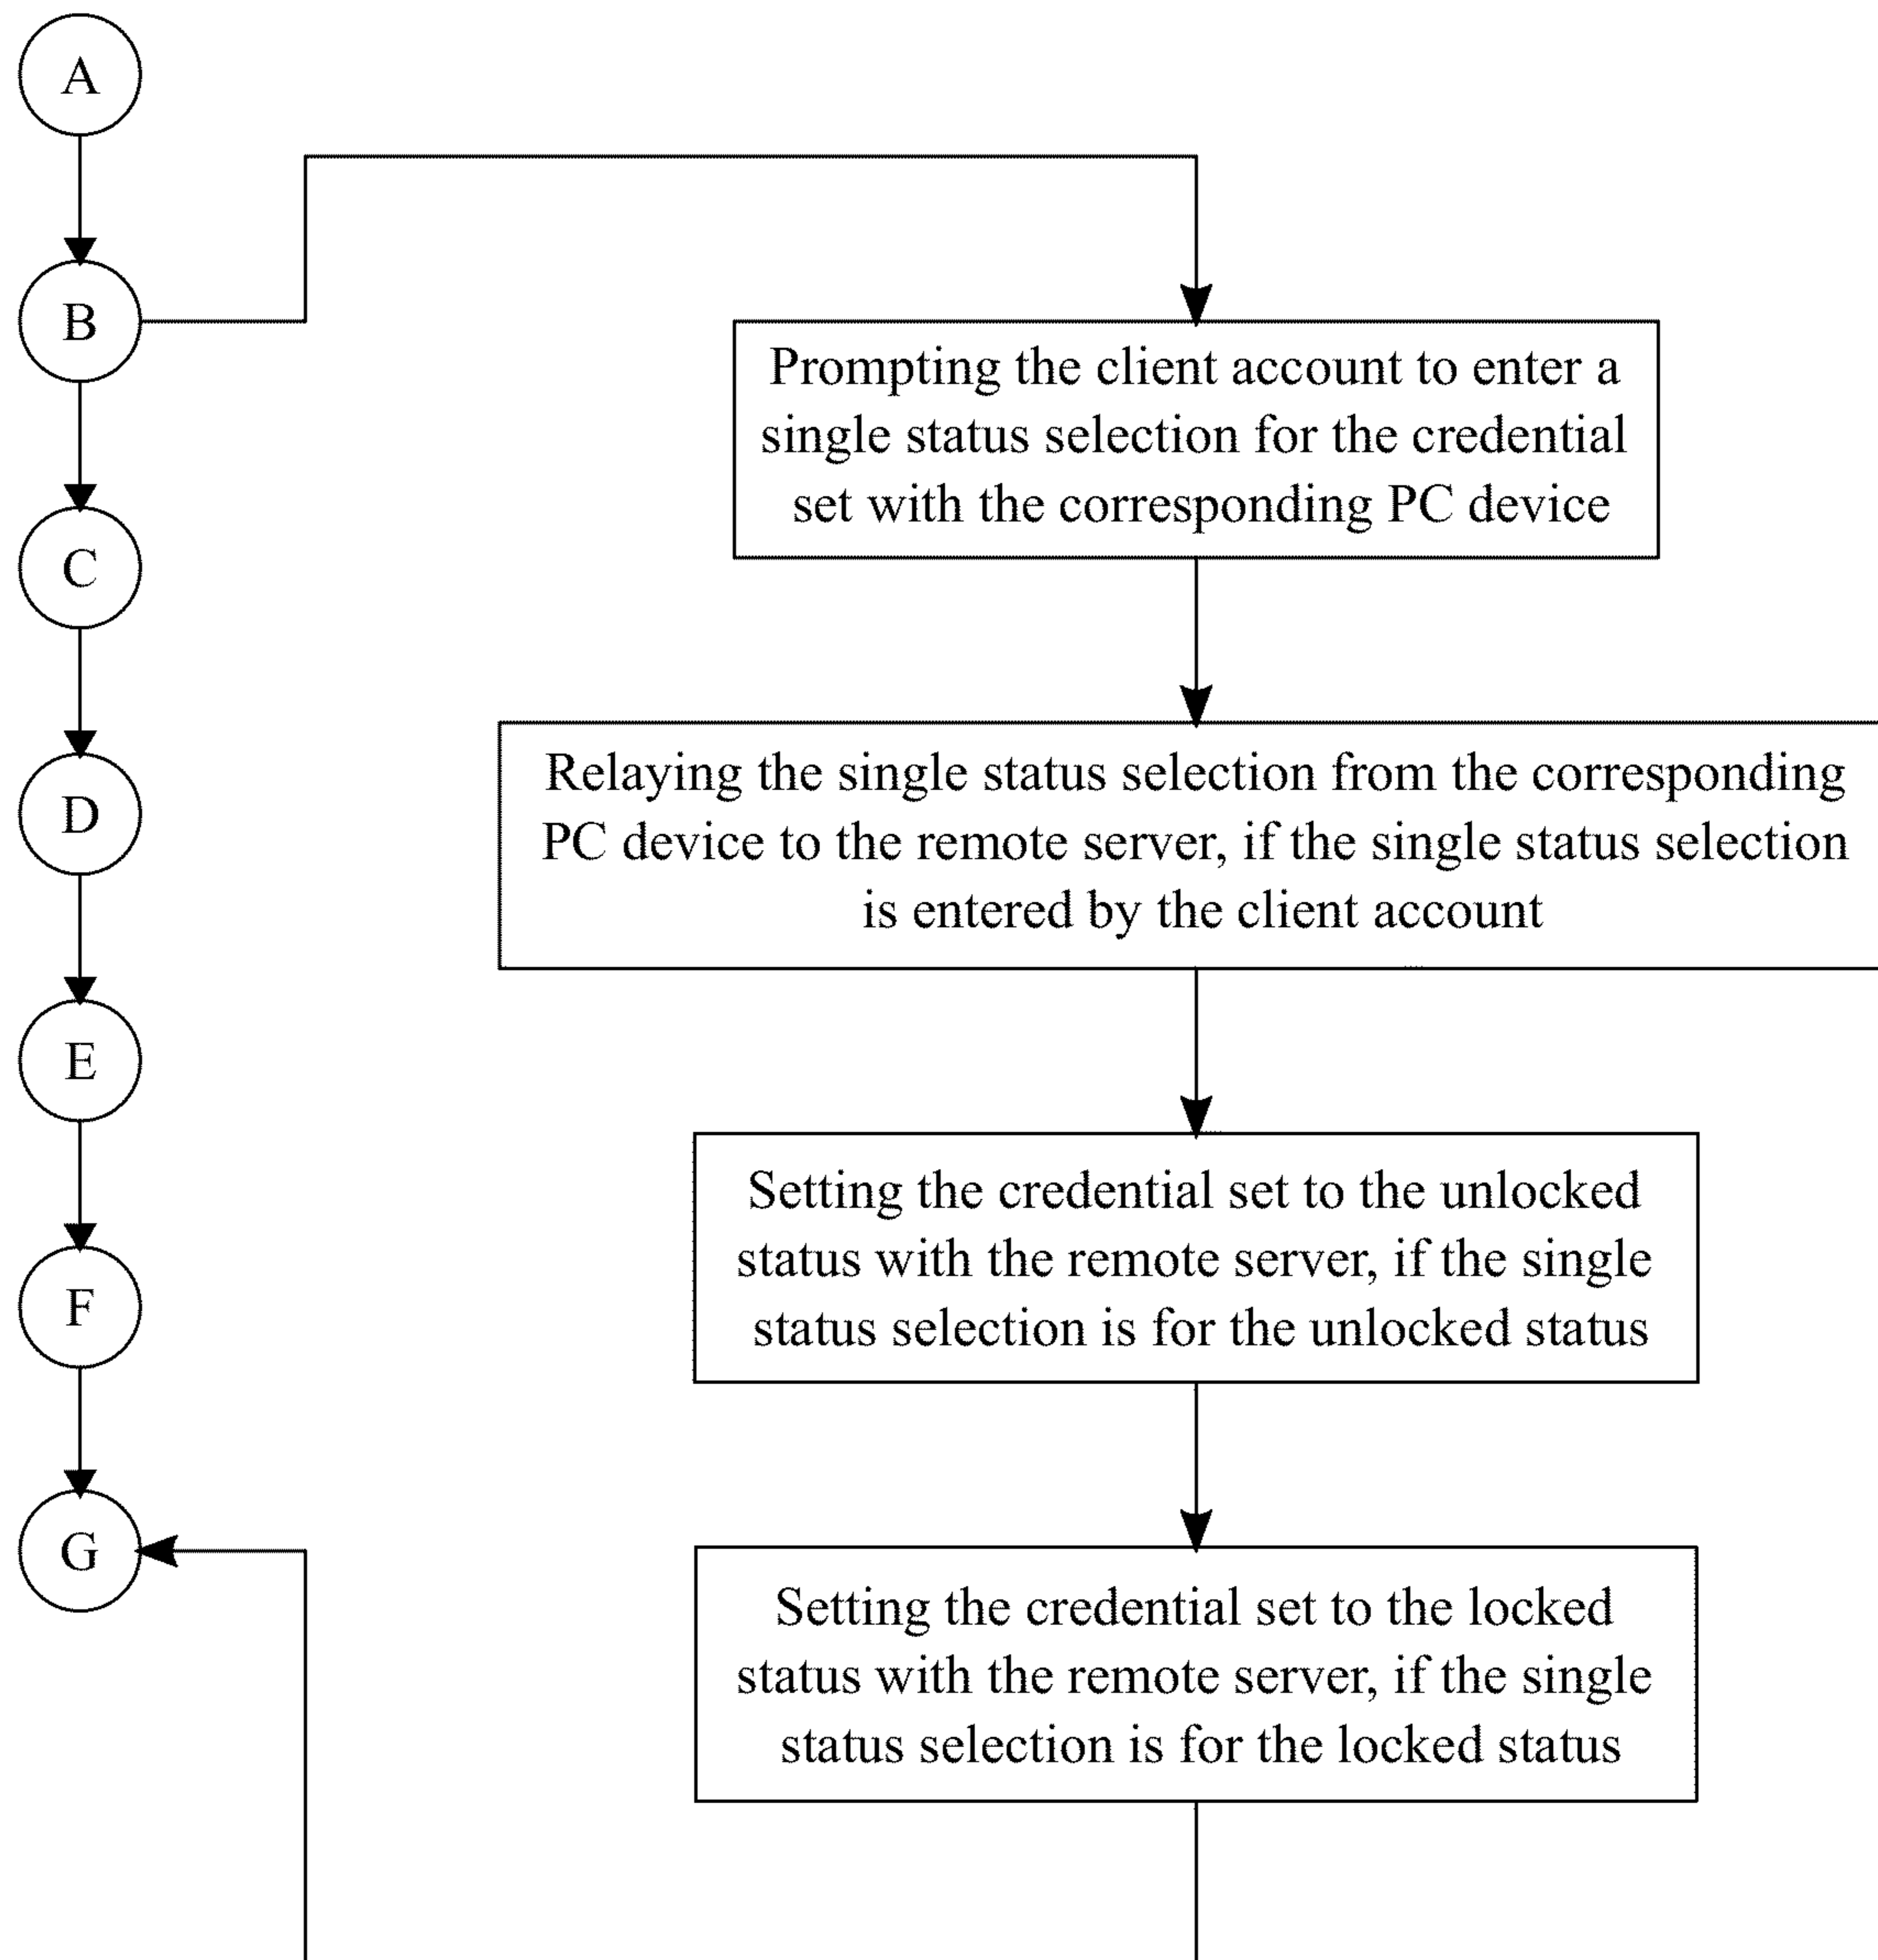 A
B
C
D
E
F
G
Prompting the client account to enter a
single status selection for the credential
set with the corresponding PC device
Relaying the single status selection from the corresponding
PC device to the remote server, if the single status selection
is entered by the client account
Setting the credential set to the unlocked
status with the remote server, if the single
status selection is for the unlocked status
Setting the credential set to the locked
status with the remote server, if the single
status selection is for the locked status